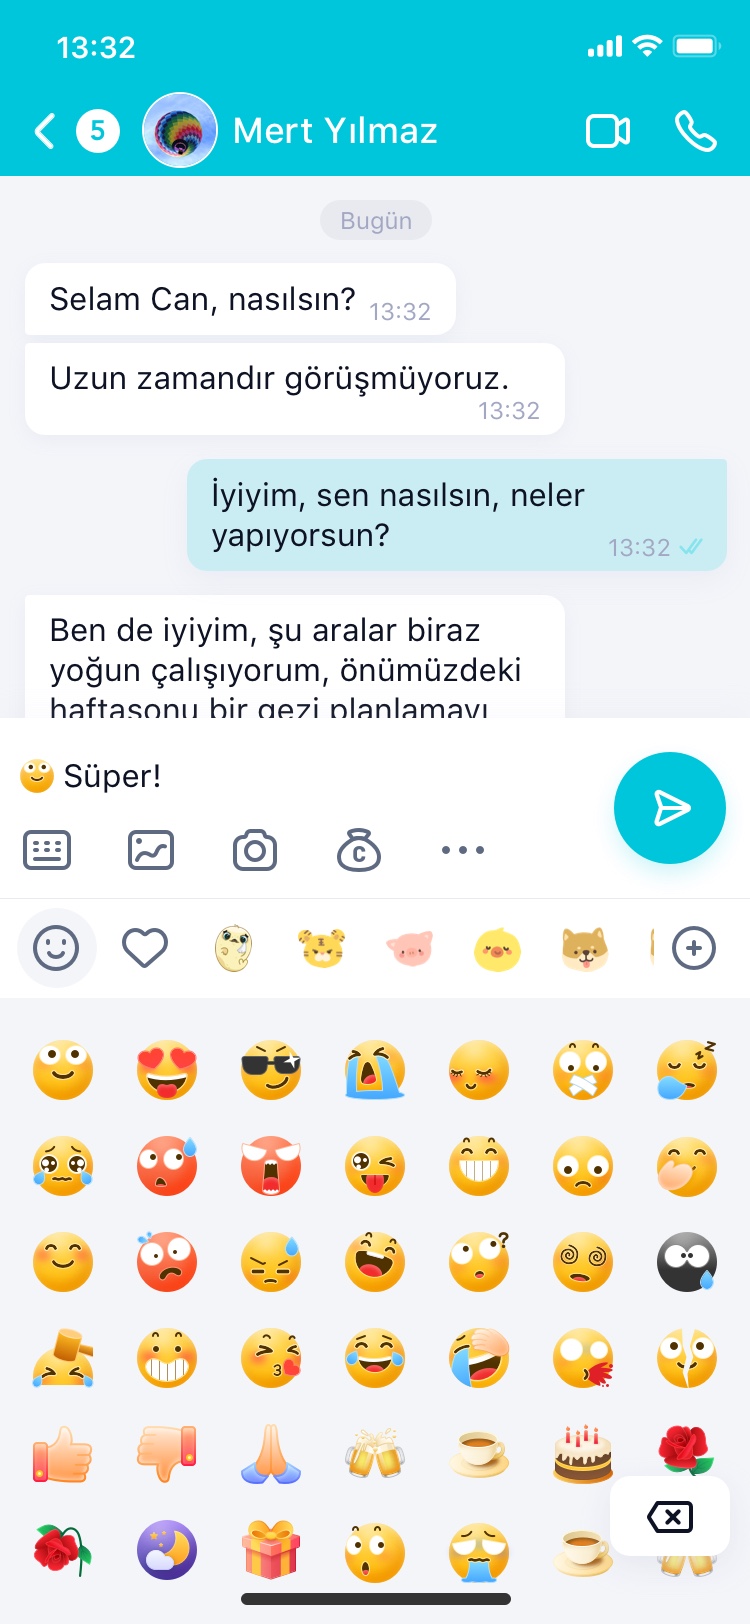 13:32
5
Mert Yılmaz
Bugün
Selam Can, nasılsın?
13:32
Uzun zamandır görüşmüyoruz.
13:32
İyiyim, sen nasılsın, neler
yapıyorsun?
13:32
Ben de iyiyim, şu aralar biraz
yoğun çalışıyorum, önümüzdeki
haftasonu bir gezi planlamayı
Süper!